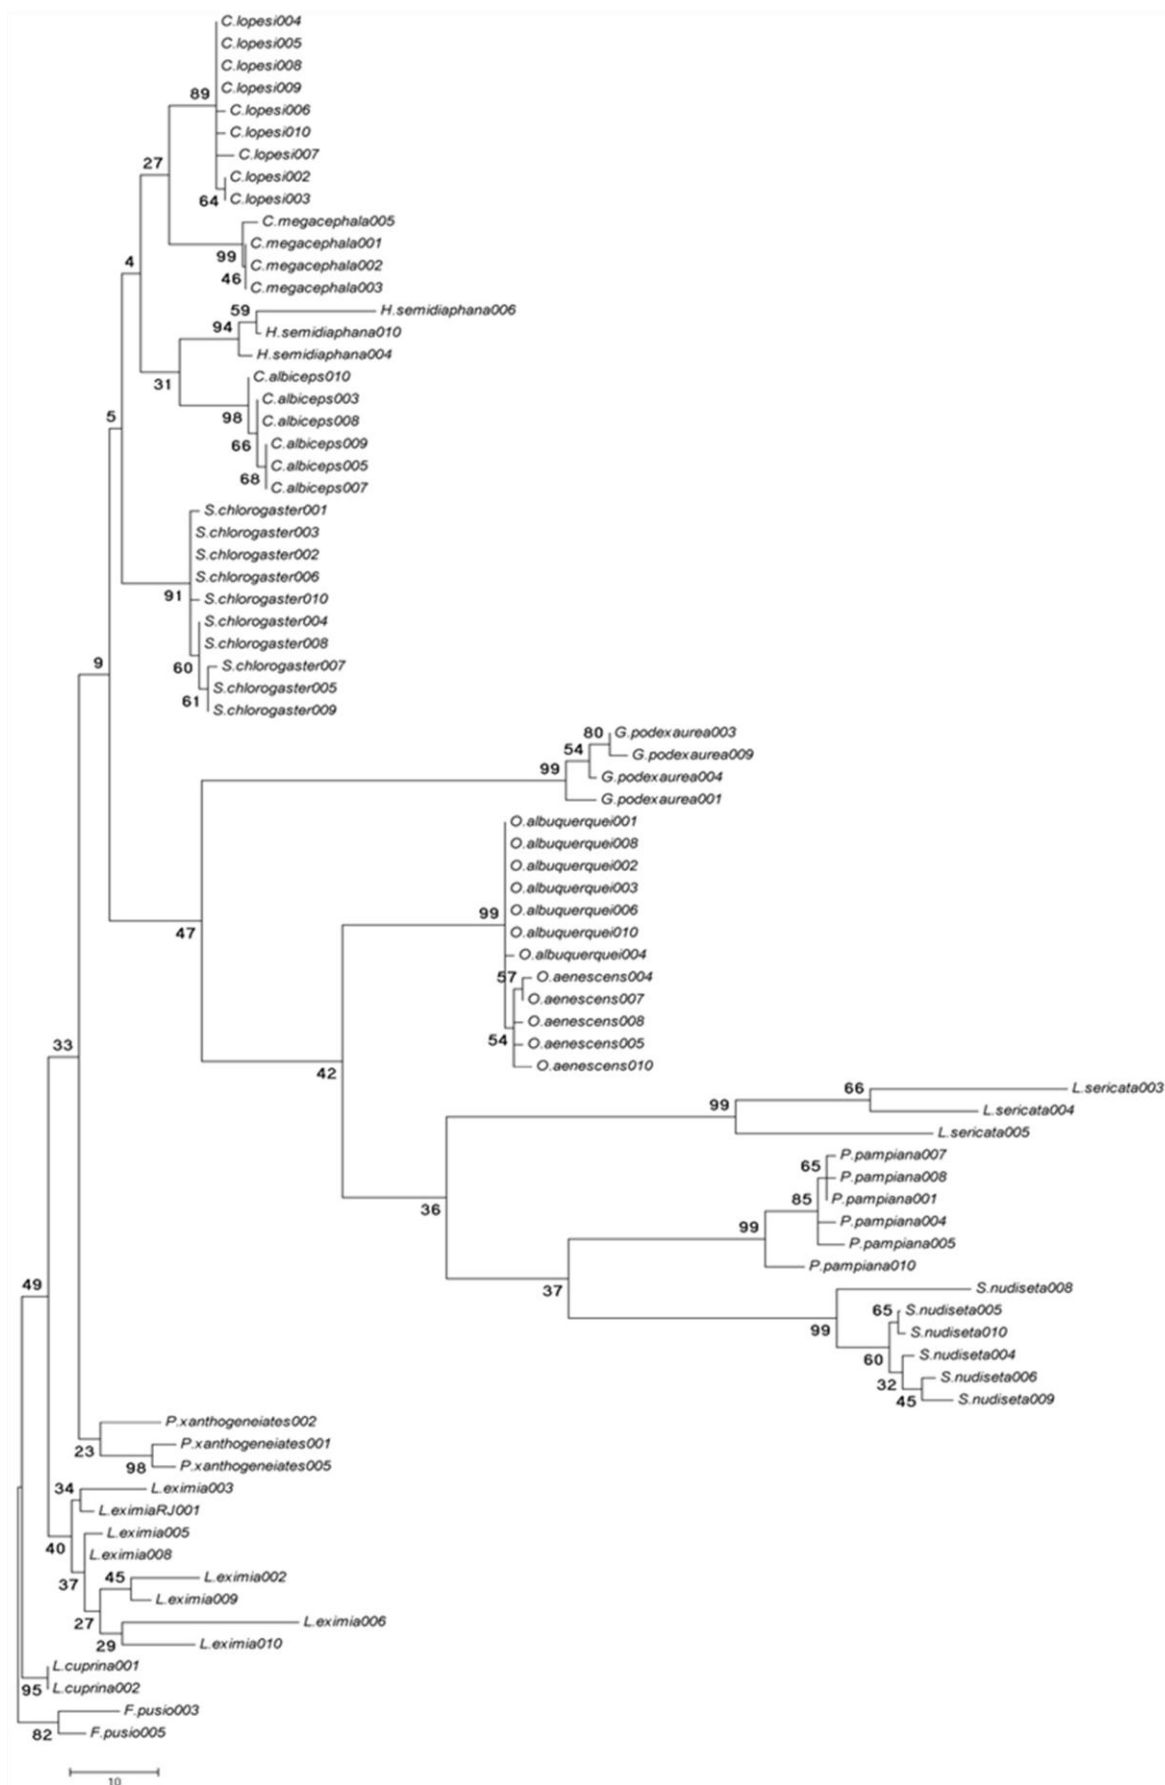 C.lopesi004
C.lopesi005
C.lopesi008
C.lopesi009
89
C.lopesi006
C.lopesi010
C.lopesi007
27
C.lopesi002
C.lopesi003
64
C.megacephala005
C.megacephala001
99
C.megacephala002
4
46
C.megacephala003
59
H.semidiaphana006
94
H.semidiaphana010
H.semidiaphana004
C.albiceps010
31
C.albiceps003
98
C.albiceps008
5
66
C.albiceps009
C.albiceps005
68
C.albiceps007
S.chlorogaster001
S.chlorogaster003
S.chlorogaster002
S.chlorogaster006
91
S.chlorogaster010
S.chlorogaster004
S.chlorogaster008
9
60
S.chlorogaster007
S.chlorogaster005
61
S.chlorogaster009
80
G.podexaurea003
54
G.podexaurea009
99
G.podexaurea004
G.podexaurea001
O.albuquerquei001
O.albuquerquei008
O.albuquerquei002
O.albuquerquei003
99
O.albuquerquei006
47
O.albuquerquei010
O.albuquerquei004
57
O.aenescens004
O.aenescens007
O.aenescens008
33
54
O.aenescens005
42
O.aenescens010
66
L.sericata003
99
L.sericata004
L.sericata005
P.pampiana007
65
P.pampiana008
85
P.pampiana001
36
P.pampiana004
99
P.pampiana005
P.pampiana010
49
37
S.nudiseta008
65
S.nudiseta005
99
S.nudiseta010
60
S.nudiseta004
32
S.nudiseta006
45
S.nudiseta009
P.xanthogeneiates002
23
P.xanthogeneiates001
98
P.xanthogeneiates005
34
L.eximia003
L.eximiaRJ001
40
L.eximia005
L.eximia008
37
45
L.eximia002
L.eximia009
27
L.eximia006
29
L.eximia010
L.cuprina001
95
L.cuprina002
F.pusio003
82
F.pusio005
10